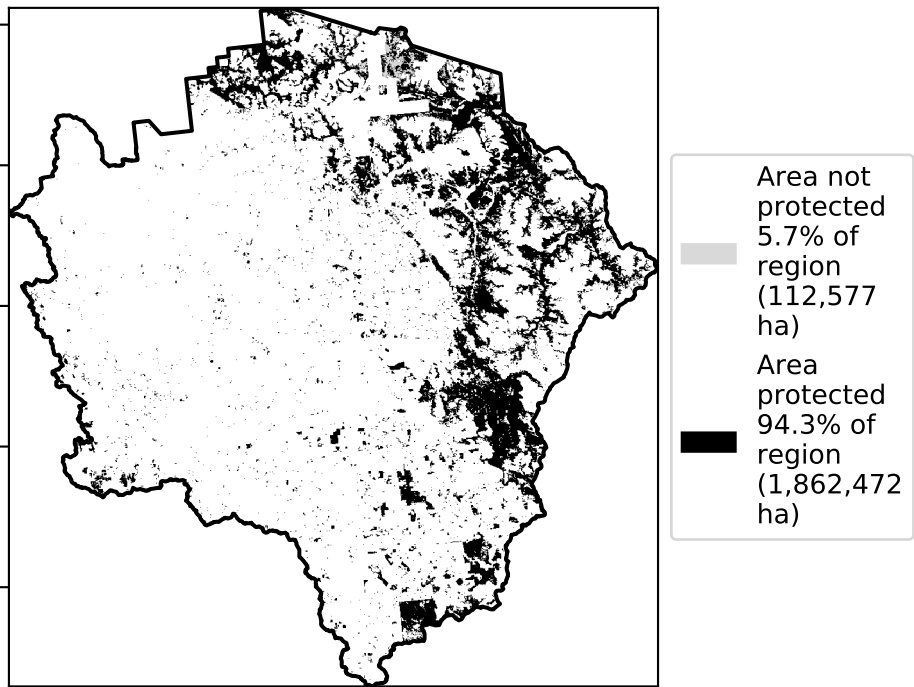 Area not
protected
5.7% of
region
(112,577
ha)
Area
protected
94.3% of
region
(1,862,472
ha)